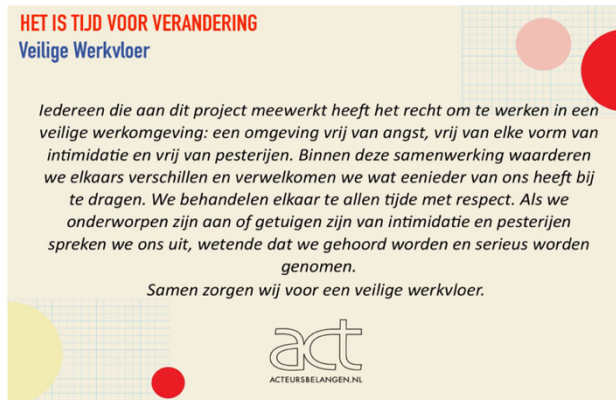 HET IS TIJD VOOR VERANDERING
Veilige Werkvloer
Iedereen die aan dit project meewerkt heeft het recht om te werken in een
veilige werkomgeving: een omgeving vrij van angst, vrij van elke vorm van
intimidatie en vrij van pesterijen. Binnen deze samenwerking waarderen
we elkaars verschillen en verwelkomen we wat eenieder van ons heeft bij
te dragen. We behandelen elkaar te allen tijde met respect. Als we
onderworpen zijn aan of getuigen zijn van intimidatie en pesterijen
spreken we ons uit, wetende dat we gehoord worden en serieus worden
genomen.
Samen zorgen wij voor een veilige werkvloer.
act
ACTEURSBELANGEN.NL